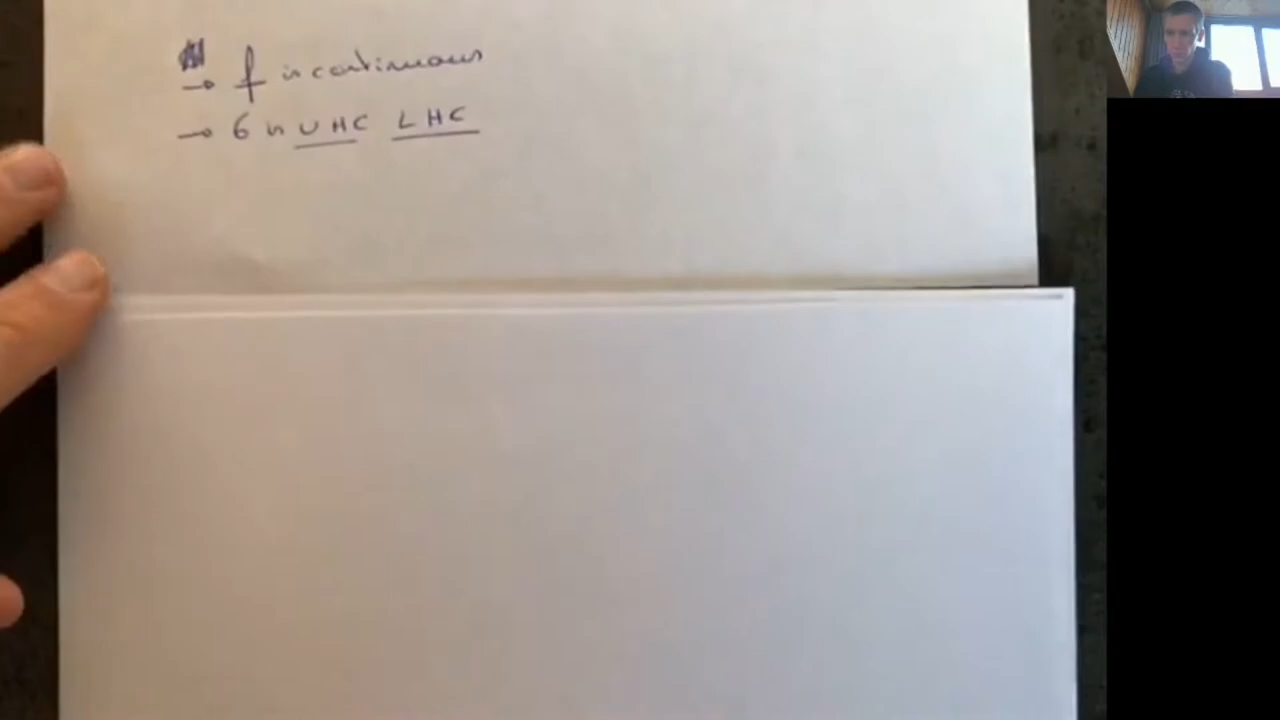 → f is continuous
→ G is UHC LHC